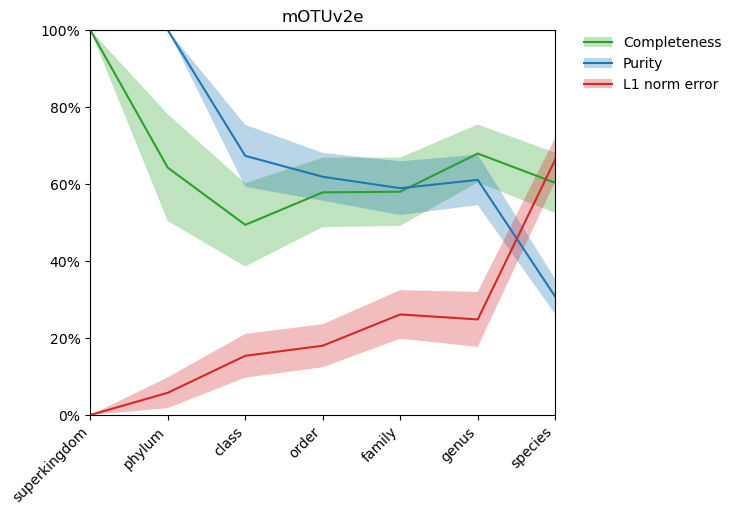 mOTUv2e
100%
80%
60%
40%
20%
0%
superkingdom
phylum
class
order
family
genus
species
Completeness
Purity
L1 norm error